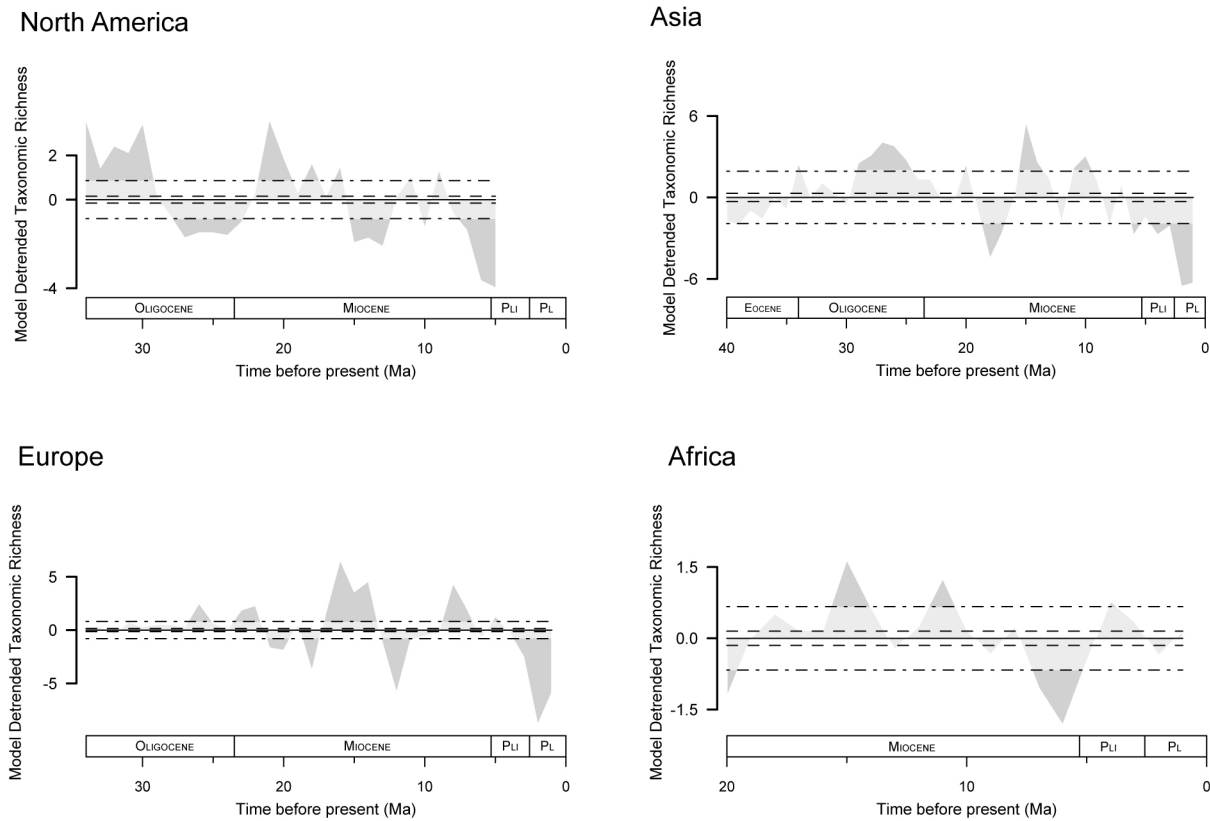 North America
Model Detrended Taxonomic Richness
2
0
-4
OLIGOCENE MIOCENE PLI PL
30 20 10 0
Time before present (Ma)
Asia
Model Detrended Taxonomic Richness
6
0
-6
EOCENE OLIGOCENE MIOCENE PLI PL
40 30 20 10 0
Time before present (Ma)
Europe
Model Detrended Taxonomic Richness
5
0
-5
OLIGOCENE MIOCENE PLI PL
30 20 10 0
Time before present (Ma)
Africa
Model Detrended Taxonomic Richness
1.5
0.0
-1.5
MIOCENE PLI PL
20 10 0
Time before present (Ma)